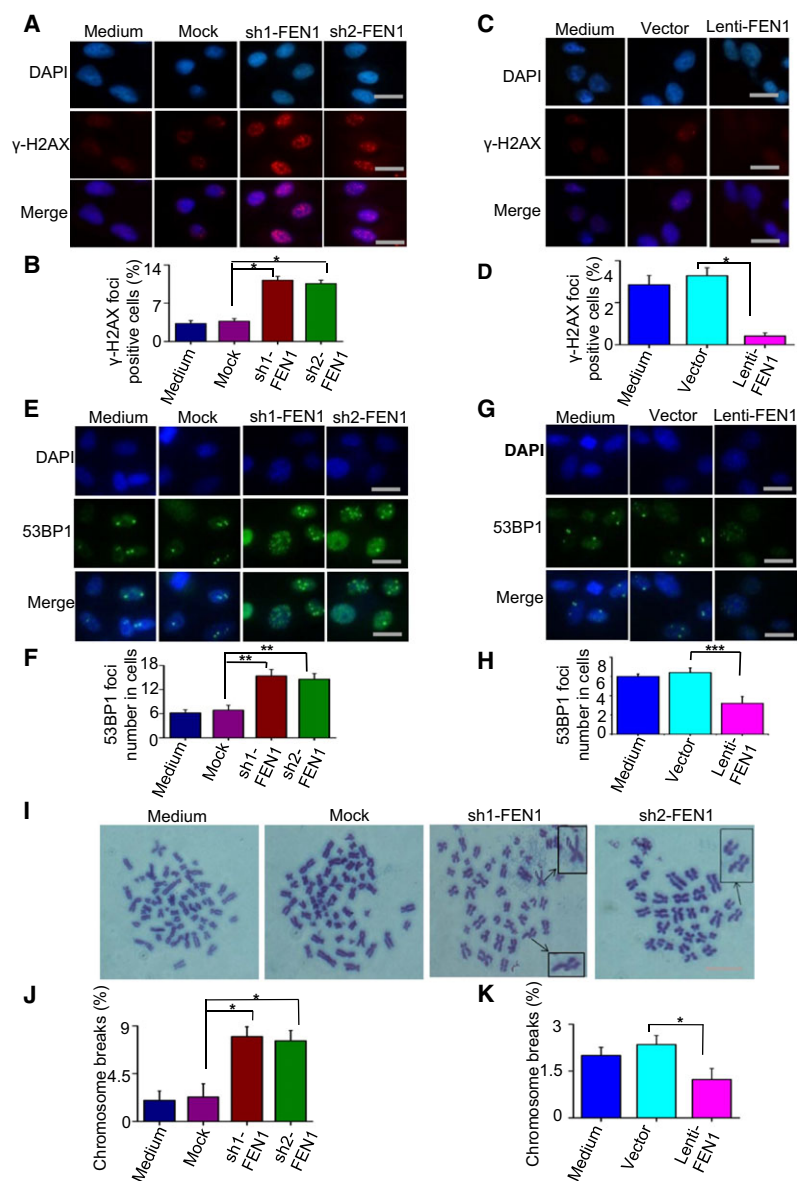 A
Medium
Mock
sh1-FEN1
sh2-FEN1
DAPI
γ-H2AX
Merge
B
γ-H2AX foci
positive cells (%)
14
7
0
*
*
Medium
Mock
sh1-
FEN1
sh2-
FEN1
C
Medium
Vector
Lenti-FEN1
DAPI
γ-H2AX
Merge
D
γ-H2AX foci
positive cells (%)
4
2
0
*
Medium
Vector
Lenti-
FEN1
E
Medium
Mock
sh1-FEN1
sh2-FEN1
DAPI
53BP1
Merge
F
53BP1 foci
number in cells
18
12
6
0
**
**
Medium
Mock
sh1-
FEN1
sh2-
FEN1
G
Medium
Vector
Lenti-FEN1
DAPI
53BP1
Merge
H
53BP1 foci
number in cells
8
6
4
2
0
***
Medium
Vector
Lenti-
FEN1
I
Medium
Mock
sh1-FEN1
sh2-FEN1
J
Chromosome breaks (%)
9
4.5
0
*
*
Medium
Mock
sh1-
FEN1
sh2-
FEN1
K
Chromosome breaks (%)
3
1.5
0
*
Medium
Vector
Lenti-
FEN1